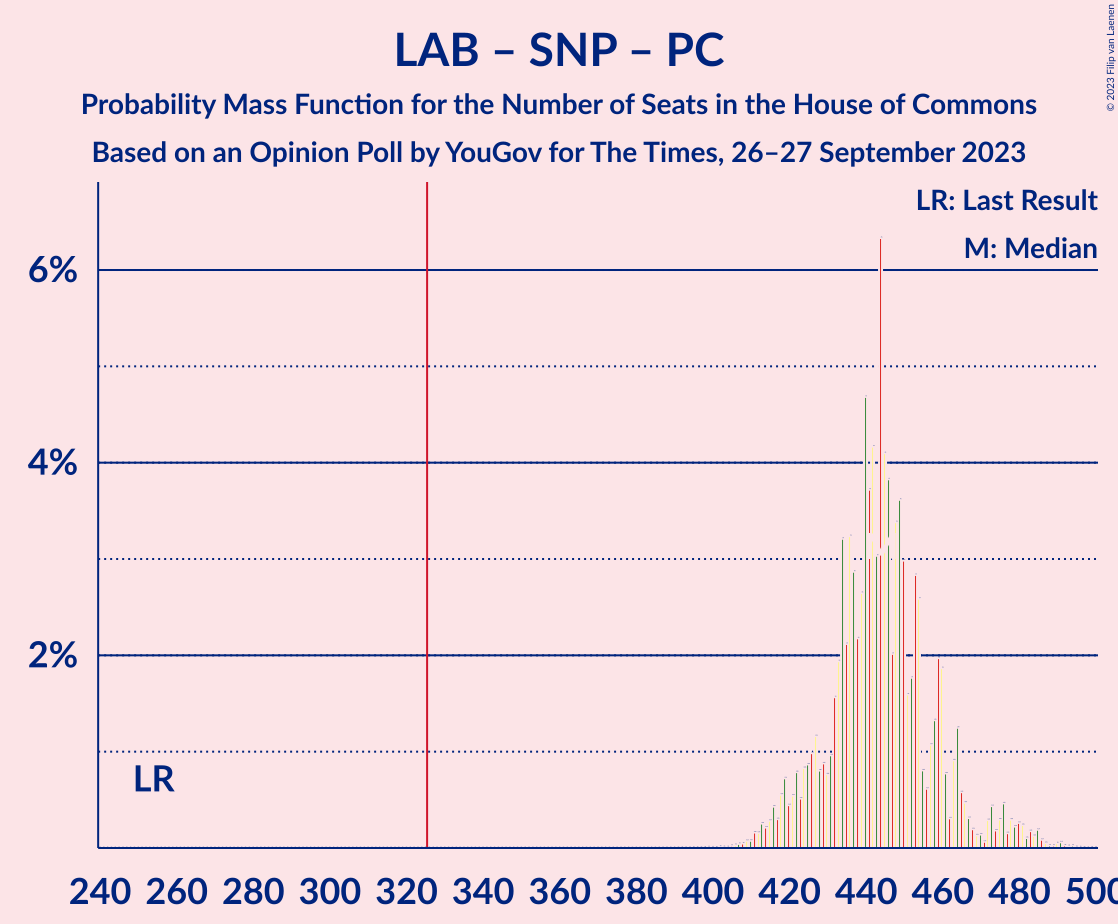 LAB – SNP – PC
Probability Mass Function for the Number of Seats in the House of Commons
Based on an Opinion Poll by YouGov for The Times, 26–27 September 2023
© 2023 Filip van Laenen
LR: Last Result
M: Median
6%
4%
2%
LR
240 260 280 300 320 340 360 380 400 420 440 460 480 500